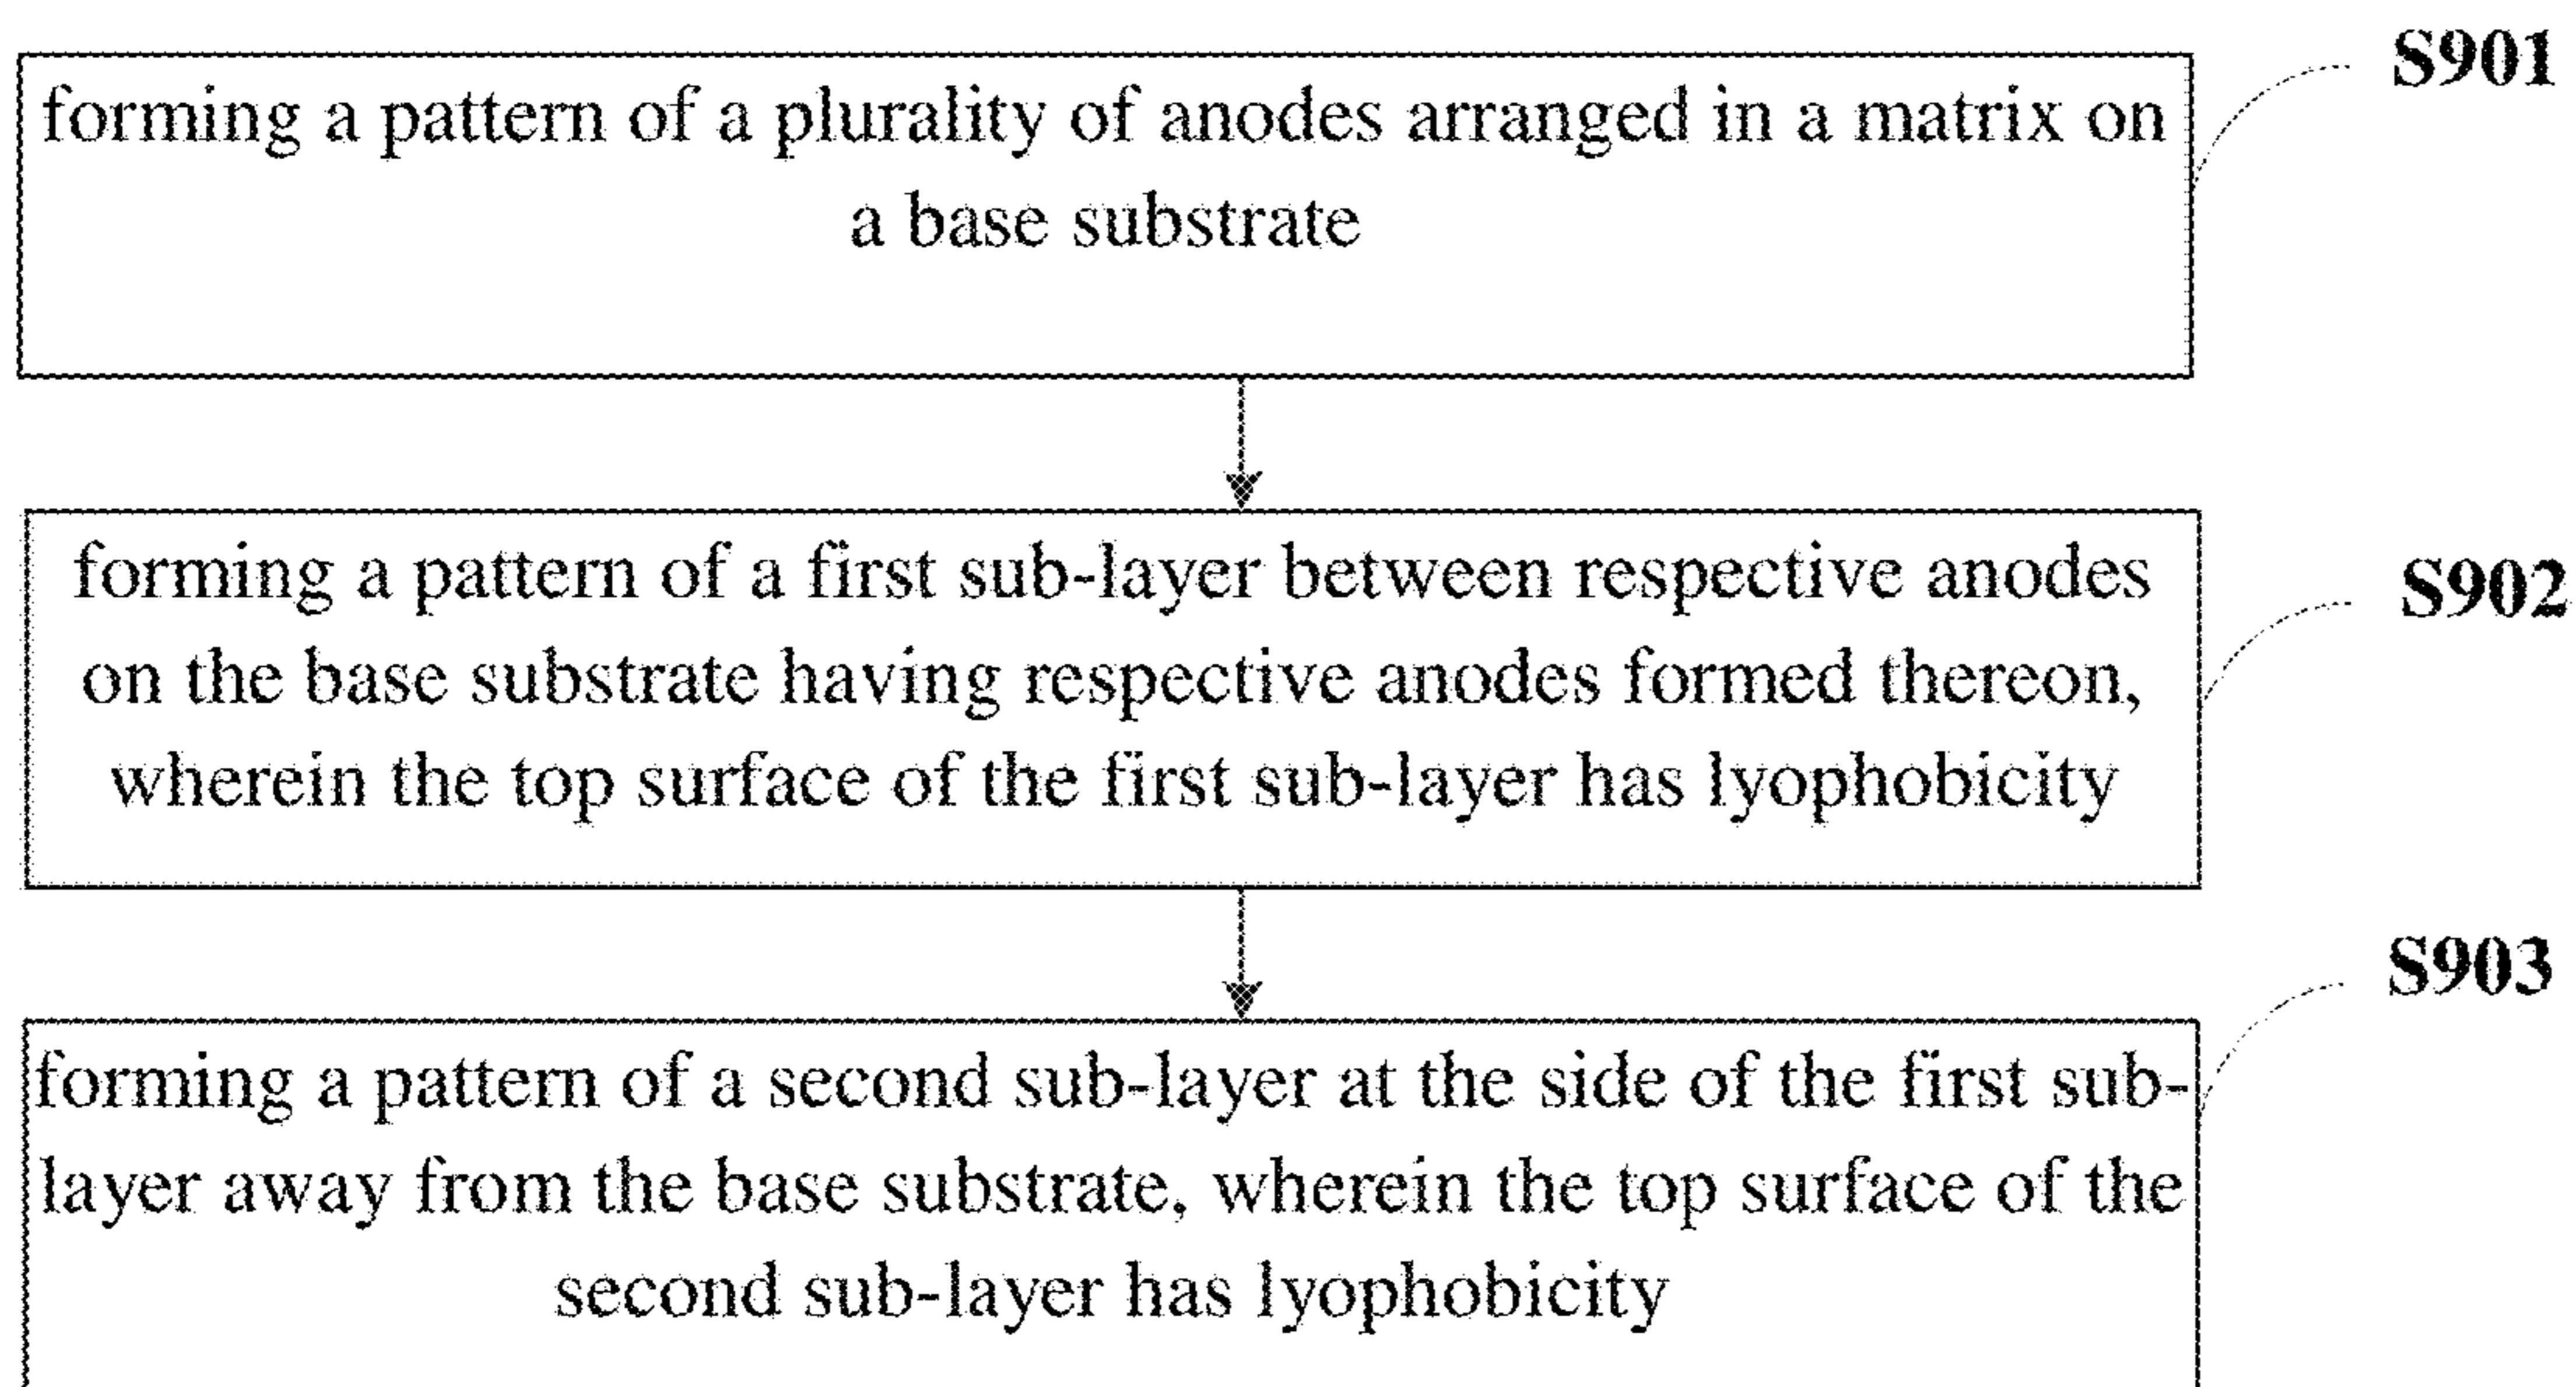 S901
forming a pattern of a plurality of anodes arranged in a matrix on
a base substrate
forming a pattern of a first sub-layer between respective anodes
on the base substrate having respective anodes formed thereon,
wherein the top surface of the first sub-layer has lyophobicity
S902
S903
forming a pattern of a second sub-layer at the side of the first sub-
layer away from the base substrate, wherein the top surface of the
second sub-layer has lyophobicity